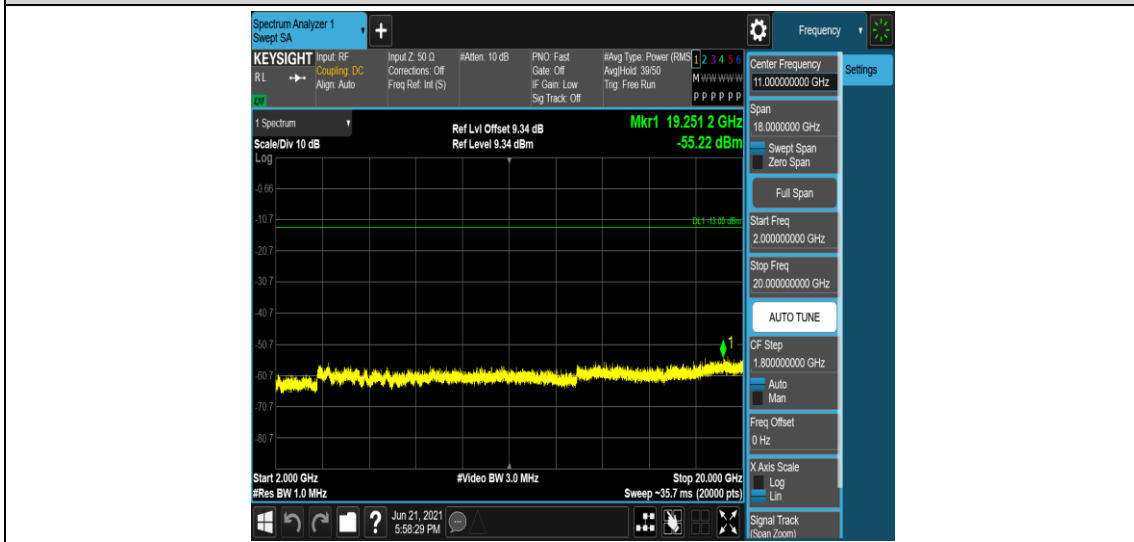 Spectrum Analyzer 1
Swept SA
+
Frequency
KEYSIGHT
RL
Input: RF
Coupling: DC
Align: Auto
Input Z: 50 Ω
Corrections: Off
Freq Ref: Int (S)
#Atten: 10 dB
PNO: Fast
Gate: Off
IF Gain: Low
Sig Track: Off
#Avg Type: Power (RMS
Avg|Hold: 39/50
Trig: Free Run
1 2 3 4 5 6
M W W W W W
P P P P P P
1 Spectrum
Scale/Div 10 dB
Ref Lvl Offset 9.34 dB
Ref Level 9.34 dBm
Mkr1 19.251 2 GHz
-55.22 dBm
Log
-0.66
-10.7
DL1 -13.00 dBm
-20.7
-30.7
-40.7
-50.7
1
-60.7
-70.7
-80.7
Start 2.000 GHz
#Res BW 1.0 MHz
#Video BW 3.0 MHz
Stop 20.000 GHz
Sweep ~35.7 ms (20000 pts)
Center Frequency
11.000000000 GHz
Settings
Span
18.0000000 GHz
Swept Span
Zero Span
Full Span
Start Freq
2.000000000 GHz
Stop Freq
20.000000000 GHz
AUTO TUNE
CF Step
1.800000000 GHz
Auto
Man
Freq Offset
0 Hz
X Axis Scale
Log
Lin
Signal Track
(Span Zoom)
?
Jun 21, 2021
5:58:29 PM